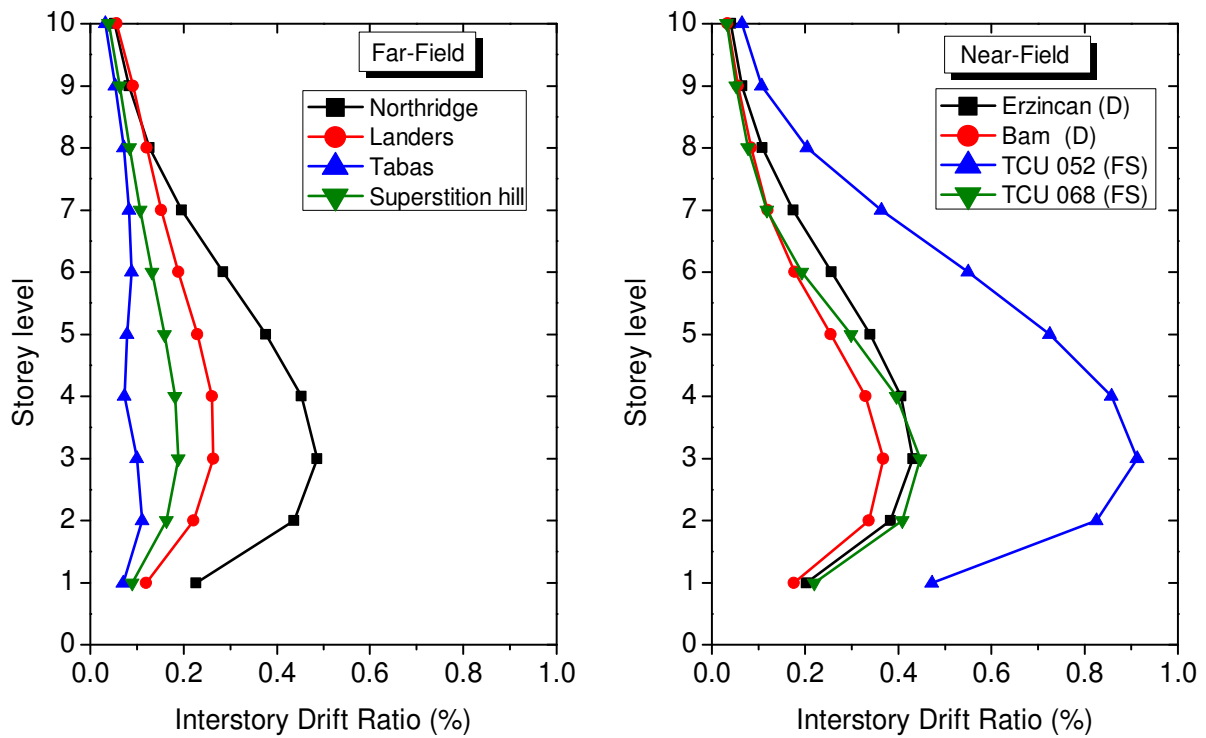 Far-Field
Northridge
Landers
Tabas
Superstition hill
10
9
8
7
6
5
4
3
2
1
0
Storey level
0.0 0.2 0.4 0.6 0.8 1.0
Interstory Drift Ratio (%)
Near-Field
Erzincan (D)
Bam (D)
TCU 052 (FS)
TCU 068 (FS)
10
9
8
7
6
5
4
3
2
1
0
Storey level
0.0 0.2 0.4 0.6 0.8 1.0
Interstory Drift Ratio (%)